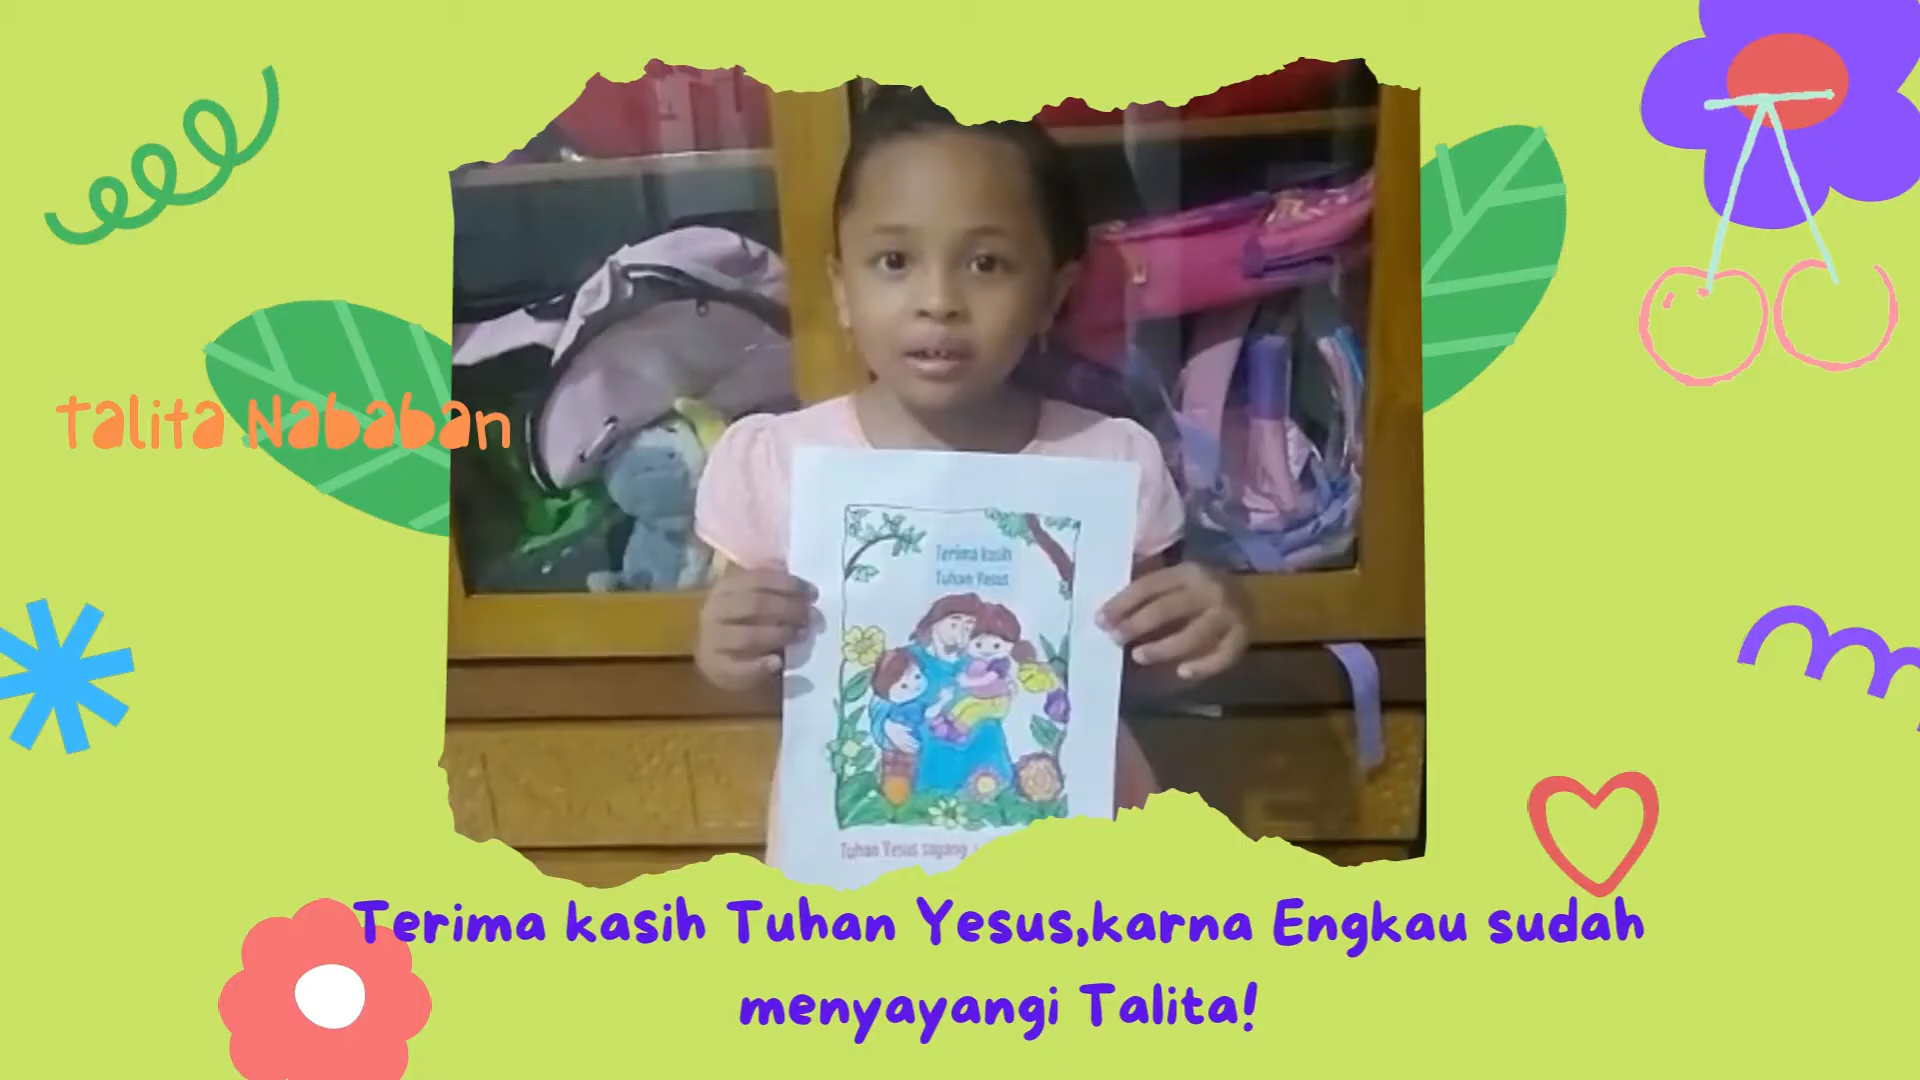 Talita Nababan
Terima kasih
Tuhan Yesus
Tuhan Yesus sayang
Terima kasih Tuhan Yesus,karna Engkau sudah
menyayangi Talita!